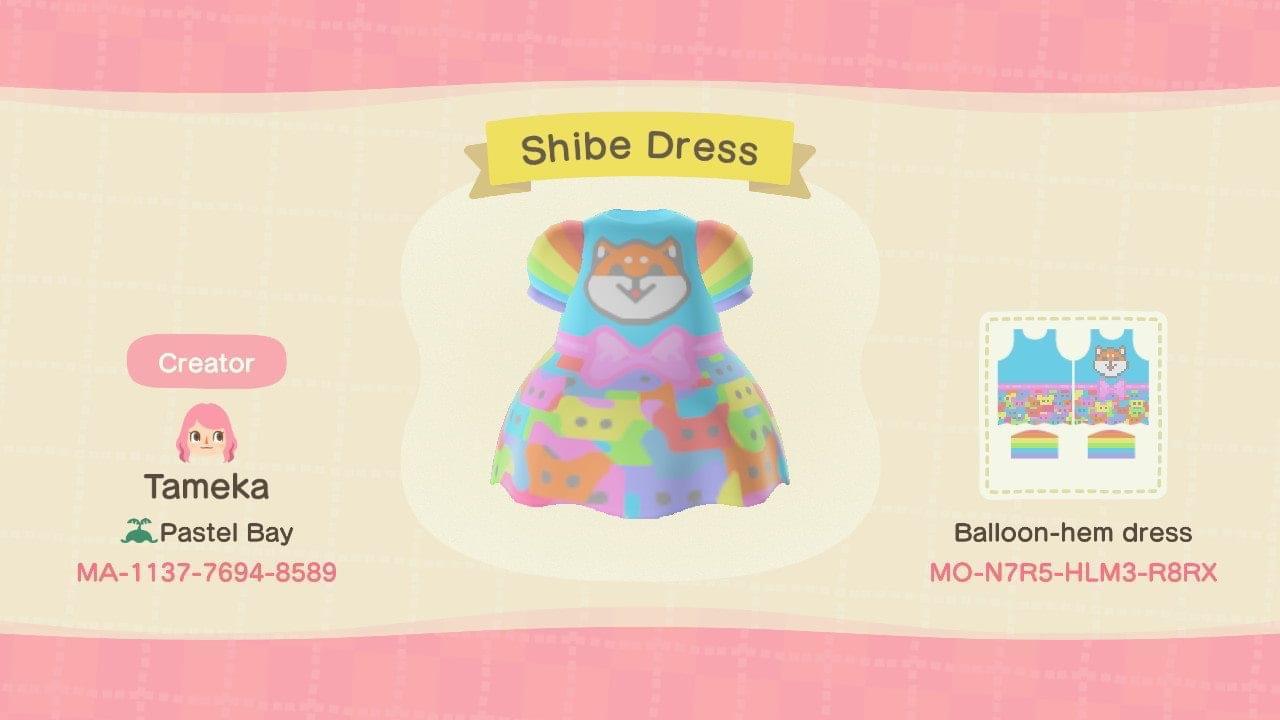 Shibe Dress
Creator
Tameka
Pastel Bay
MA-1137-7694-8589
Balloon-hem dress
MO-N7R5-HLM3-R8RX